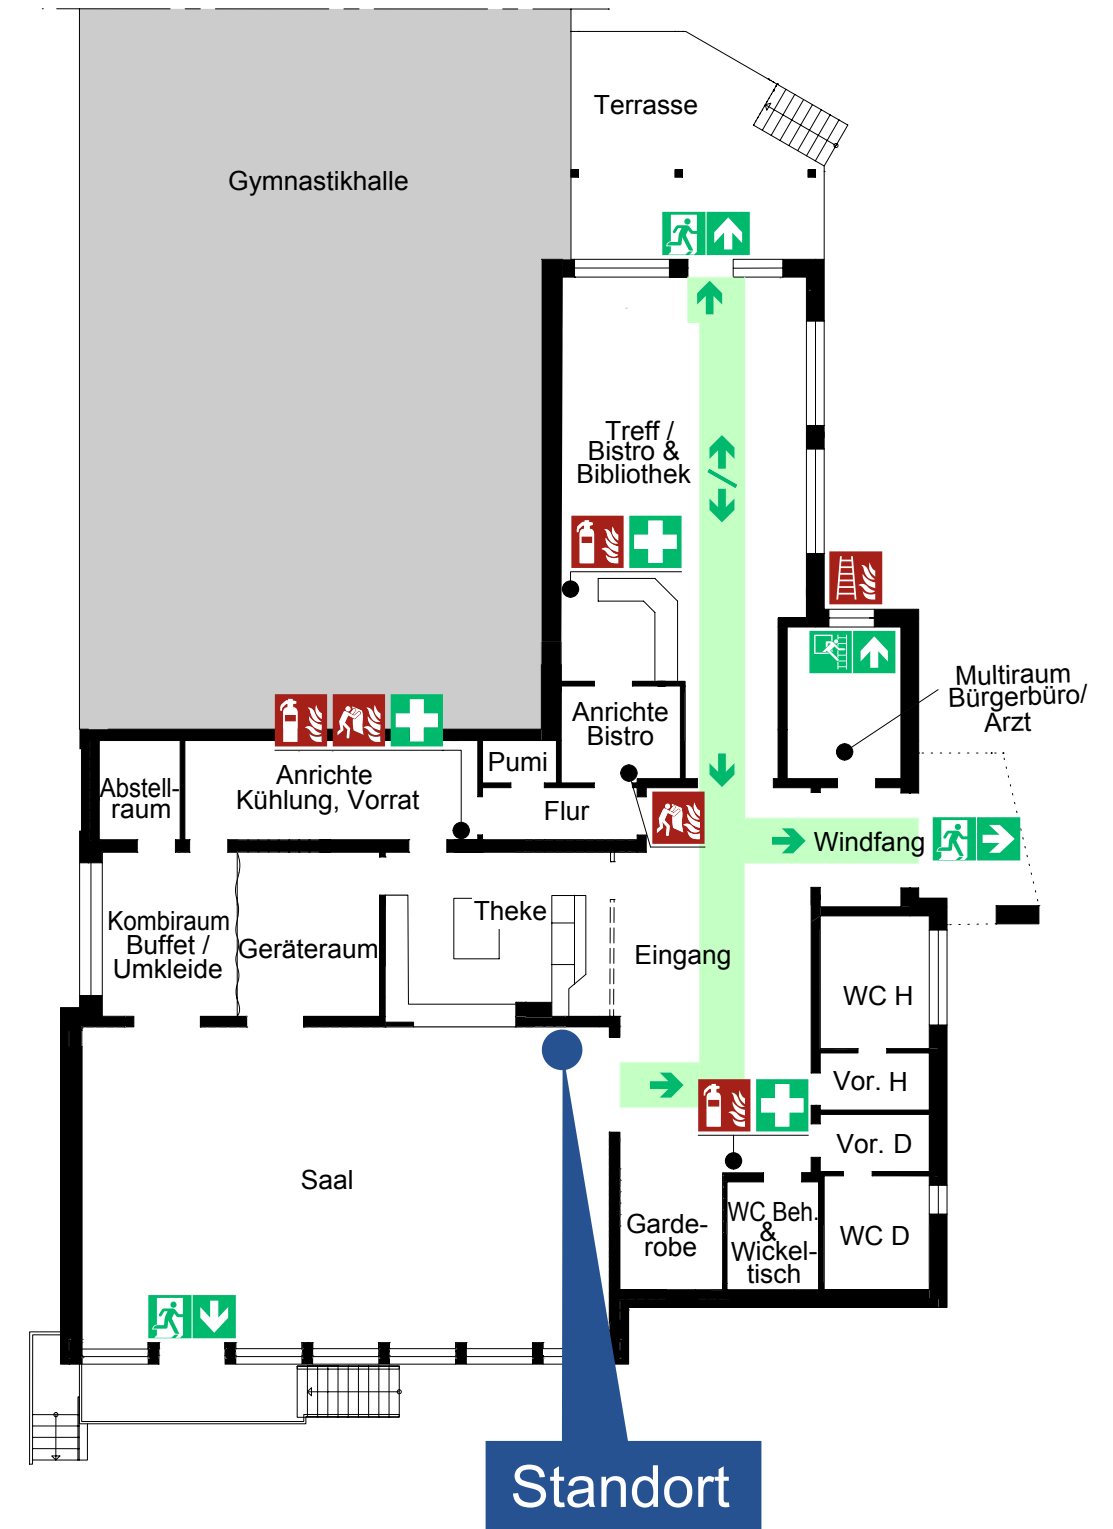 Terrasse
Gymnastikhalle
Treff /
Bistro &
Bibliothek
Multiraum
Bürgerbüro/
Arzt
Anrichte
Bistro
Pumi
Abstell-
raum
Anrichte
Kühlung, Vorrat
Flur
Windfang
Kombiraum
Buffet /
Umkleide
Geräteraum
Theke
Eingang
WC H
Vor. H
Vor. D
WC D
Saal
Garde-
robe
WC Beh.
&
Wickel-
tisch
Standort